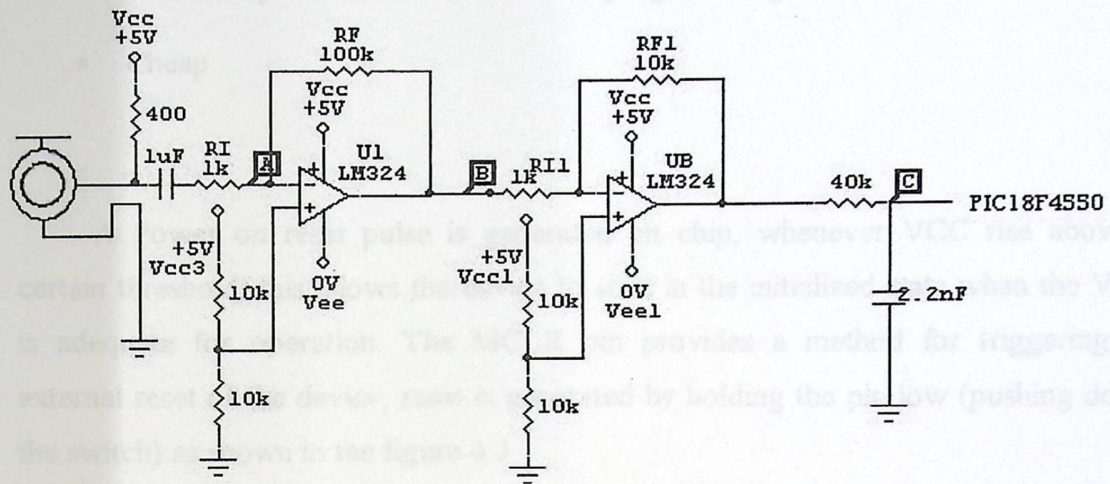 Vcc
+5V
400
1uF
RI
1k
A
RF
100k
Vcc
+5V
U1
LM324
+5V
Vcc3
10k
10k
0V
Vee
B
RI1
1k
RF1
10k
Vcc
+5V
UB
LM324
+5V
Vcc1
10k
10k
0V
Vee1
40k
C
PIC18F4550
2.2nF
Power on reset pulse is generated on chip, whenever VCC rise above
certain threshold this allows the device to start in the initialized state when the V
is adequate for operation. The MCLR pin provides a method for triggering
external reset of the device, reset is generated by holding the pin low (pushing do
the switch) as shown in the figure